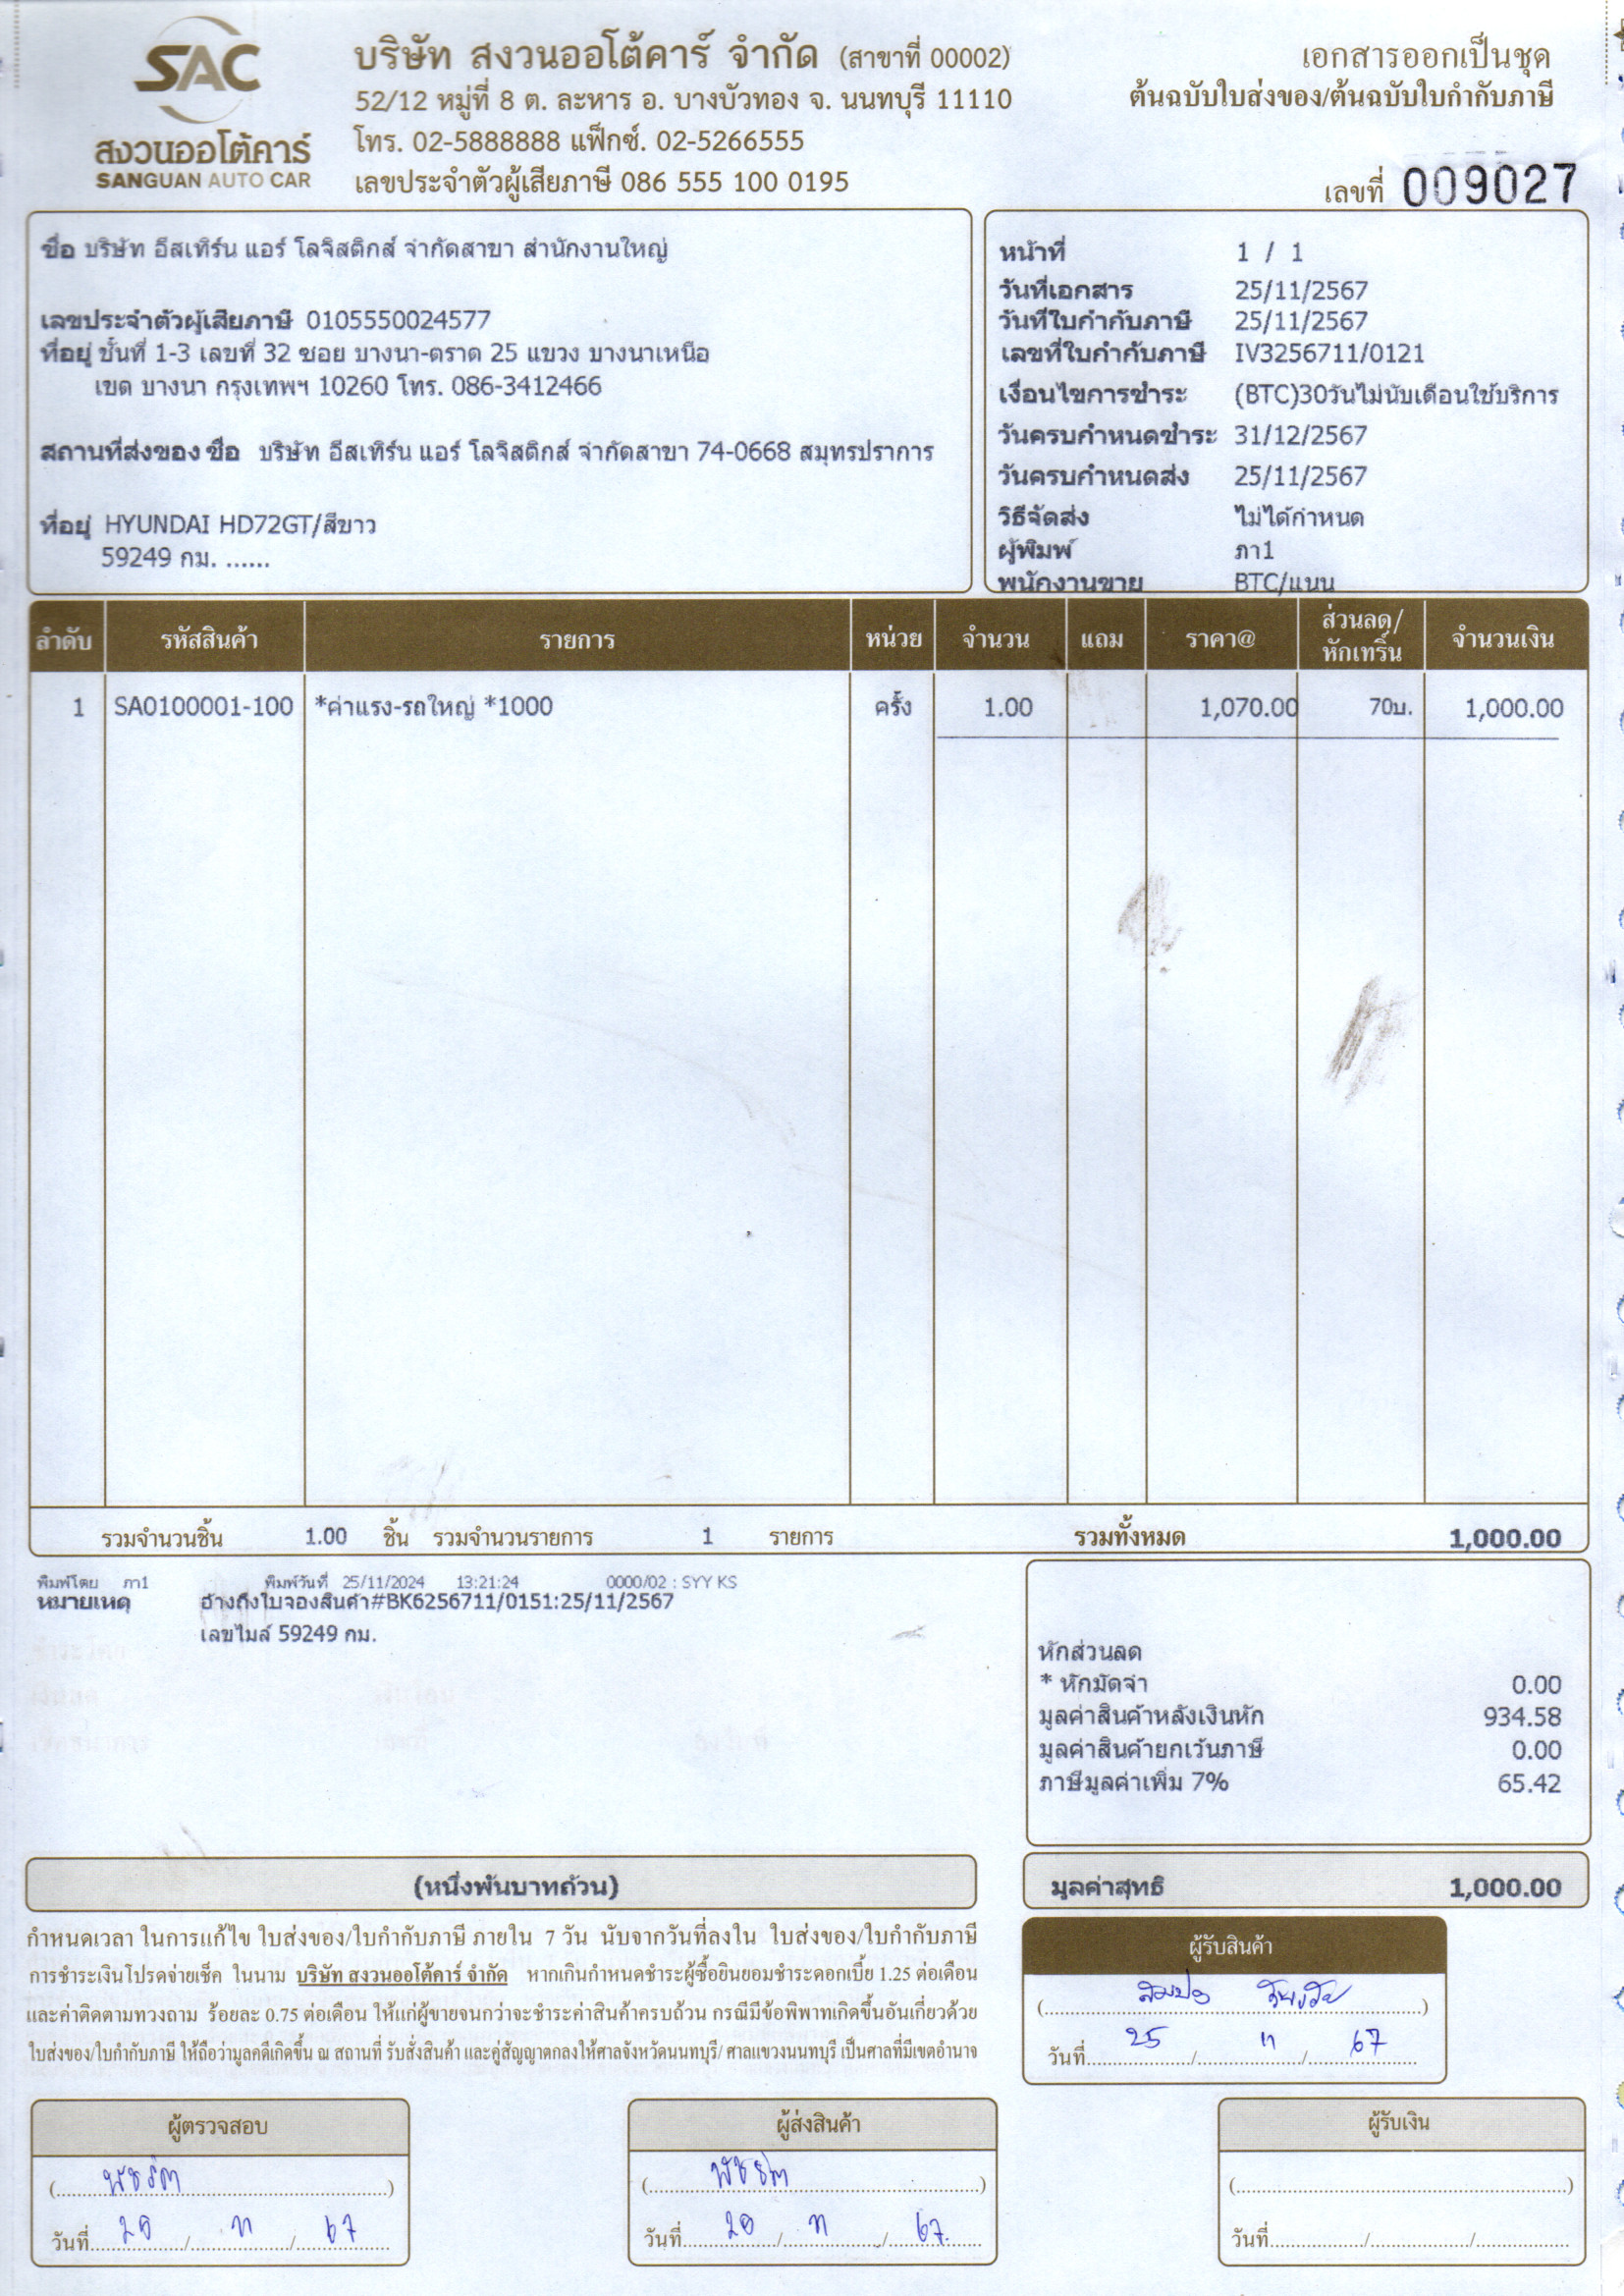 SAC
สงวนออโต้คาร์
SANGUAN AUTO CAR
บริษัท สงวนออโต้คาร์ จำกัด (สาขาที่ 00002)
52/12 หมู่ที่ 8 ต. ละหาร อ. บางบัวทอง จ. นนทบุรี 11110
โทร. 02-5888888 แฟ็กซ์. 02-5266555
เลขประจำตัวผู้เสียภาษี 086 555 100 0195
เอกสารออกเป็นชุด
ต้นฉบับใบส่งของ/ต้นฉบับใบกำกับภาษี
เลขที่ 009027
ชื่อ บริษัท อีสเทิร์น แอร์ โลจิสติกส์ จำกัดสาขา สำนักงานใหญ่
เลขประจำตัวผู้เสียภาษี 0105550024577
ที่อยู่ ชั้นที่ 1-3 เลขที่ 32 ซอย บางนา-ตราด 25 แขวง บางนาเหนือ
เขต บางนา กรุงเทพฯ 10260 โทร. 086-3412466
สถานที่ส่งของ ชื่อ บริษัท อีสเทิร์น แอร์ โลจิสติกส์ จำกัดสาขา 74-0668 สมุทรปราการ
ที่อยู่ HYUNDAI HD72GT/สีขาว
59249 กม. ......
หน้าที่ 1 / 1
วันที่เอกสาร 25/11/2567
วันที่ใบกำกับภาษี 25/11/2567
เลขที่ใบกำกับภาษี IV3256711/0121
เงื่อนไขการชำระ (BTC)30วันไม่นับเดือนใช้บริการ
วันครบกำหนดชำระ 31/12/2567
วันครบกำหนดส่ง 25/11/2567
วิธีจัดส่ง ไม่ได้กำหนด
ผู้พิมพ์ ภา1
พนักงานขาย BTC/แนน
ลำดับ รหัสสินค้า รายการ หน่วย จำนวน แถม ราคา@ ส่วนลด/หักเทริ์น จำนวนเงิน
1 SA0100001-100 *ค่าแรง-รถใหญ่ *1000 ครั้ง 1.00 1,070.00 70บ. 1,000.00
รวมจำนวนชิ้น 1.00 ชิ้น รวมจำนวนรายการ 1 รายการ รวมทั้งหมด 1,000.00
พิมพ์โดย ภา1 พิมพ์วันที่ 25/11/2024 13:21:24 0000/02 : SYY KS
หมายเหตุ อ้างถึงใบจองสินค้า#BK6256711/0151:25/11/2567
เลขไมล์ 59249 กม.
หักส่วนลด
* หักมัดจำ 0.00
มูลค่าสินค้าหลังเงินหัก 934.58
มูลค่าสินค้ายกเว้นภาษี 0.00
ภาษีมูลค่าเพิ่ม 7% 65.42
(หนึ่งพันบาทถ้วน)
มูลค่าสุทธิ 1,000.00
กำหนดเวลา ในการแก้ไข ใบส่งของ/ใบกำกับภาษี ภายใน 7 วัน นับจากวันที่ลงใน ใบส่งของ/ใบกำกับภาษี
การชำระเงินโปรดจ่ายเช็ค ในนาม บริษัท สงวนออโต้คาร์ จำกัด หากเกินกำหนดชำระผู้ซื้อยินยอมชำระดอกเบี้ย 1.25 ต่อเดือน
และค่าติดตามทวงถาม ร้อยละ 0.75 ต่อเดือน ให้แก่ผู้ขายจนกว่าจะชำระค่าสินค้าครบถ้วน กรณีมีข้อพิพาทเกิดขึ้นอันเกี่ยวด้วย
ใบส่งของ/ใบกำกับภาษี ให้ถือว่ามูลคดีเกิดขึ้น ณ สถานที่ รับสั่งสินค้า และคู่สัญญาตกลงให้ศาลจังหวัดนนทบุรี/ ศาลแขวงนนทบุรี เป็นศาลที่มีเขตอำนาจ
ผู้รับสินค้า
วันที่ 25 / 11 / 67
ผู้ตรวจสอบ
วันที่ / 11 / 67
ผู้ส่งสินค้า
วันที่ / 11 / 67
ผู้รับเงิน
วันที่ / /